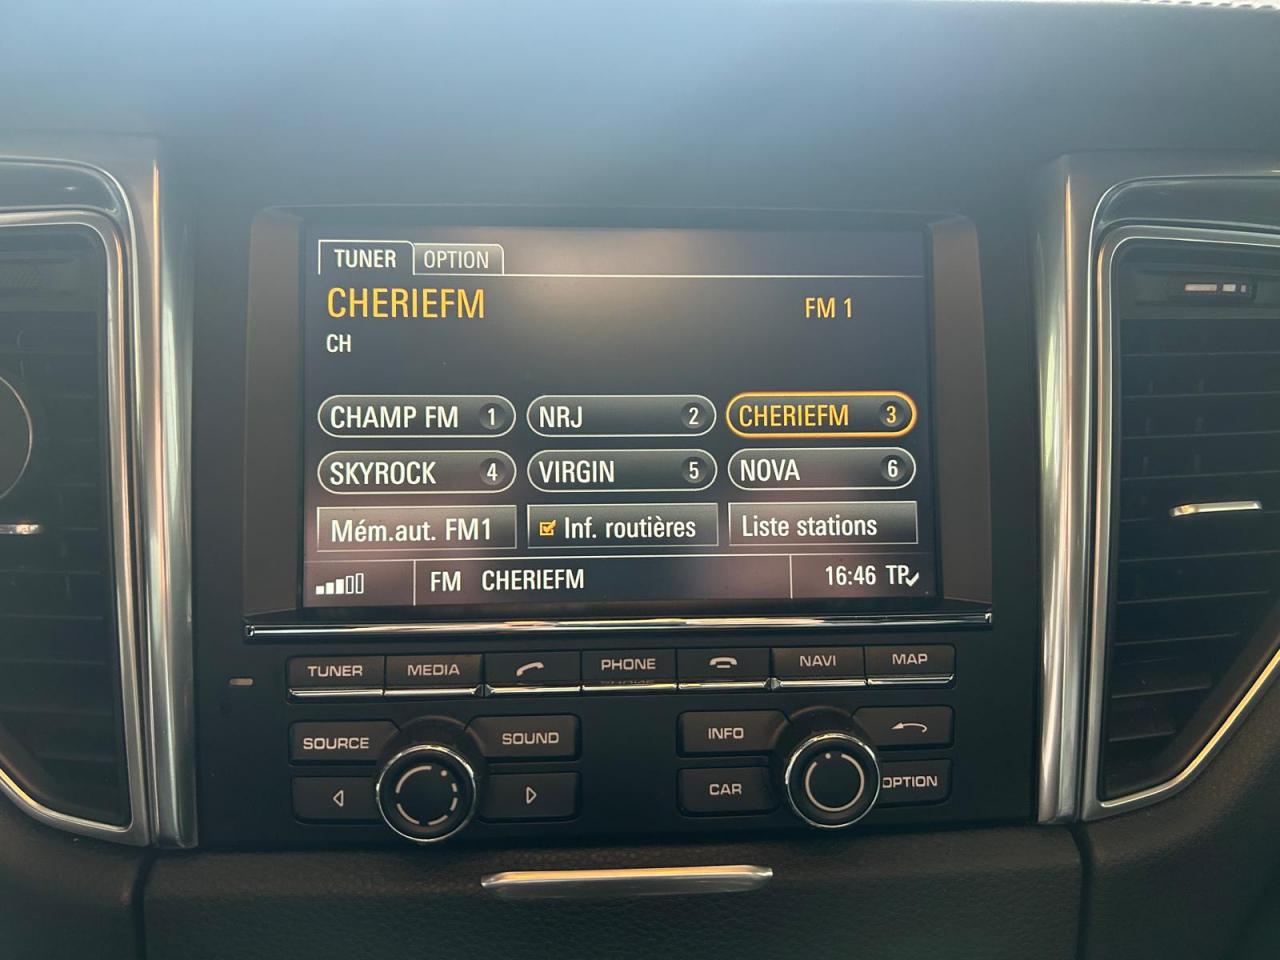 TUNER OPTION
CHERIEFM FM 1
CH
CHAMP FM 1 NRJ 2 CHERIEFM 3
SKYROCK 4 VIRGIN 5 NOVA 6
Mém.aut. FM1 Inf. routières Liste stations
FM CHERIEFM 16:46 TP
TUNER MEDIA PHONE NAVI MAP
SOURCE SOUND INFO
CAR OPTION